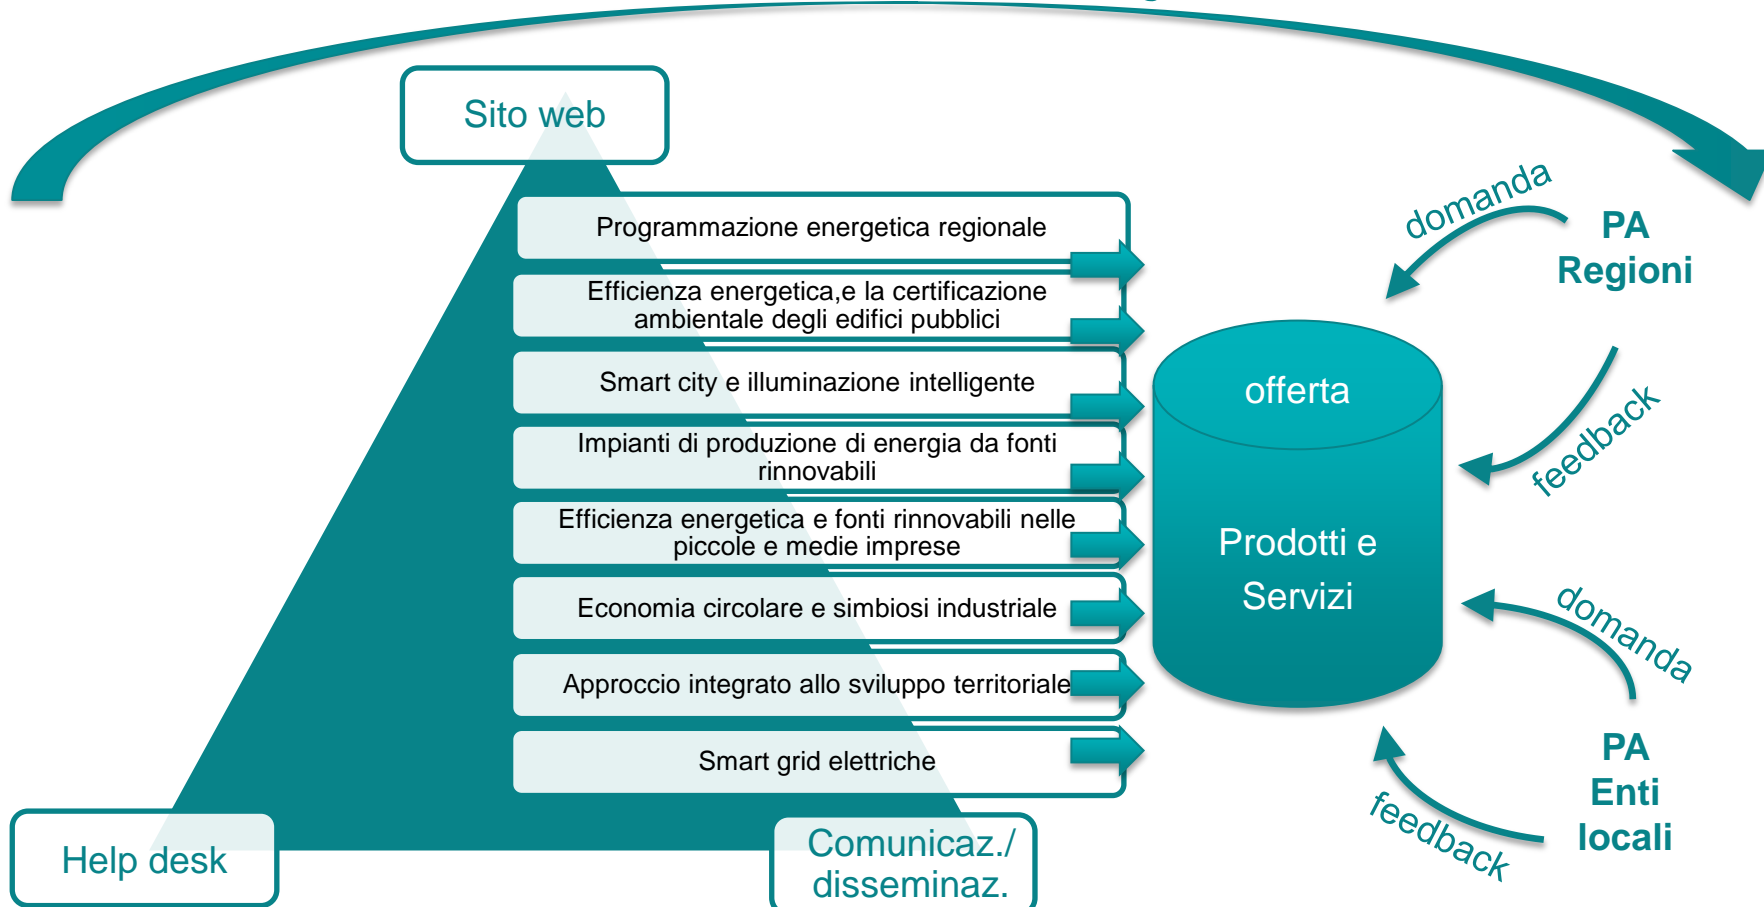 Sito web
Programmazione energetica regionale
Efficienza energetica,e la certificazione
ambientale degli edifici pubblici
Smart city e illuminazione intelligente
Impianti di produzione di energia da fonti
rinnovabili
Efficienza energetica e fonti rinnovabili nelle
piccole e medie imprese
Economia circolare e simbiosi industriale
Approccio integrato allo sviluppo territoriale
Smart grid elettriche
Help desk
Comunicaz./
disseminaz.
offerta
Prodotti e
Servizi
domanda
PA
Regioni
feedback
domanda
PA
Enti
locali
feedback